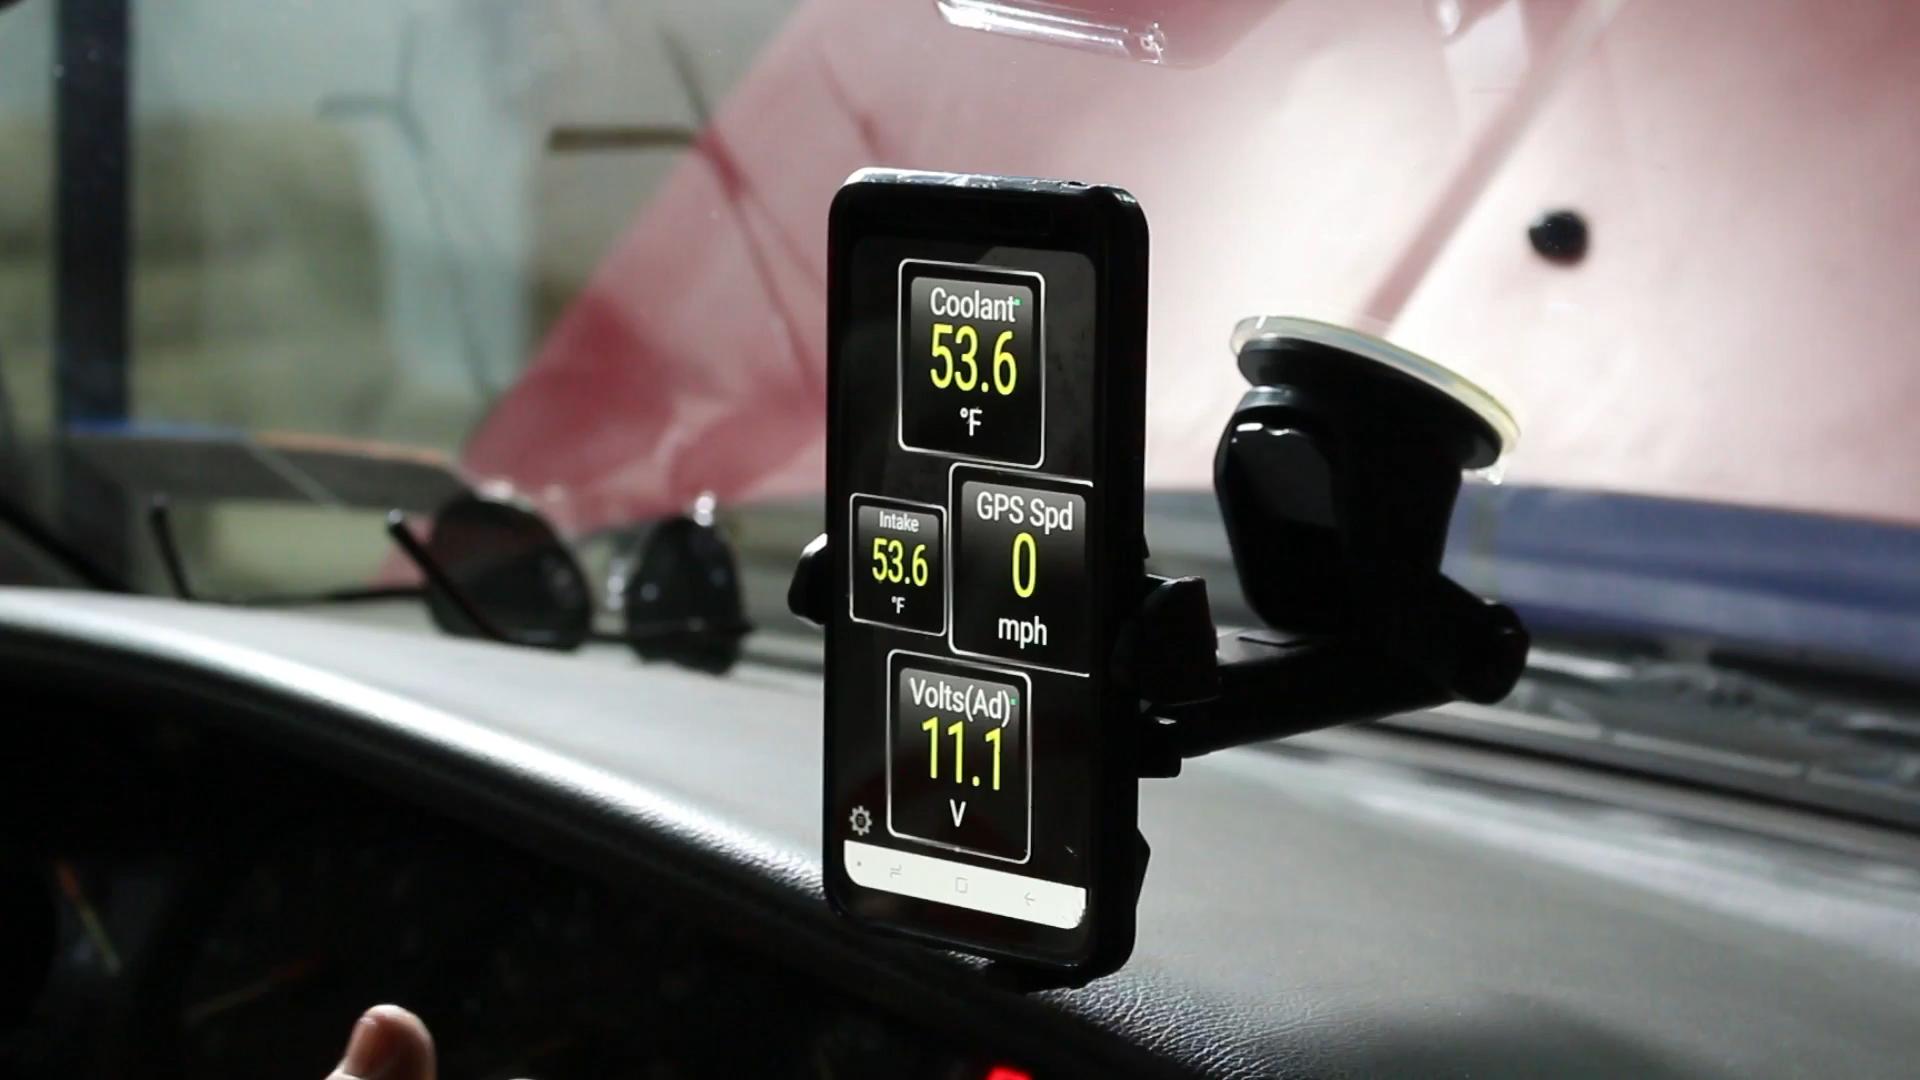 Coolant
53.6
°F
Intake
53.6
°F
GPS Spd
0
mph
Volts(Ad)
11.1
V